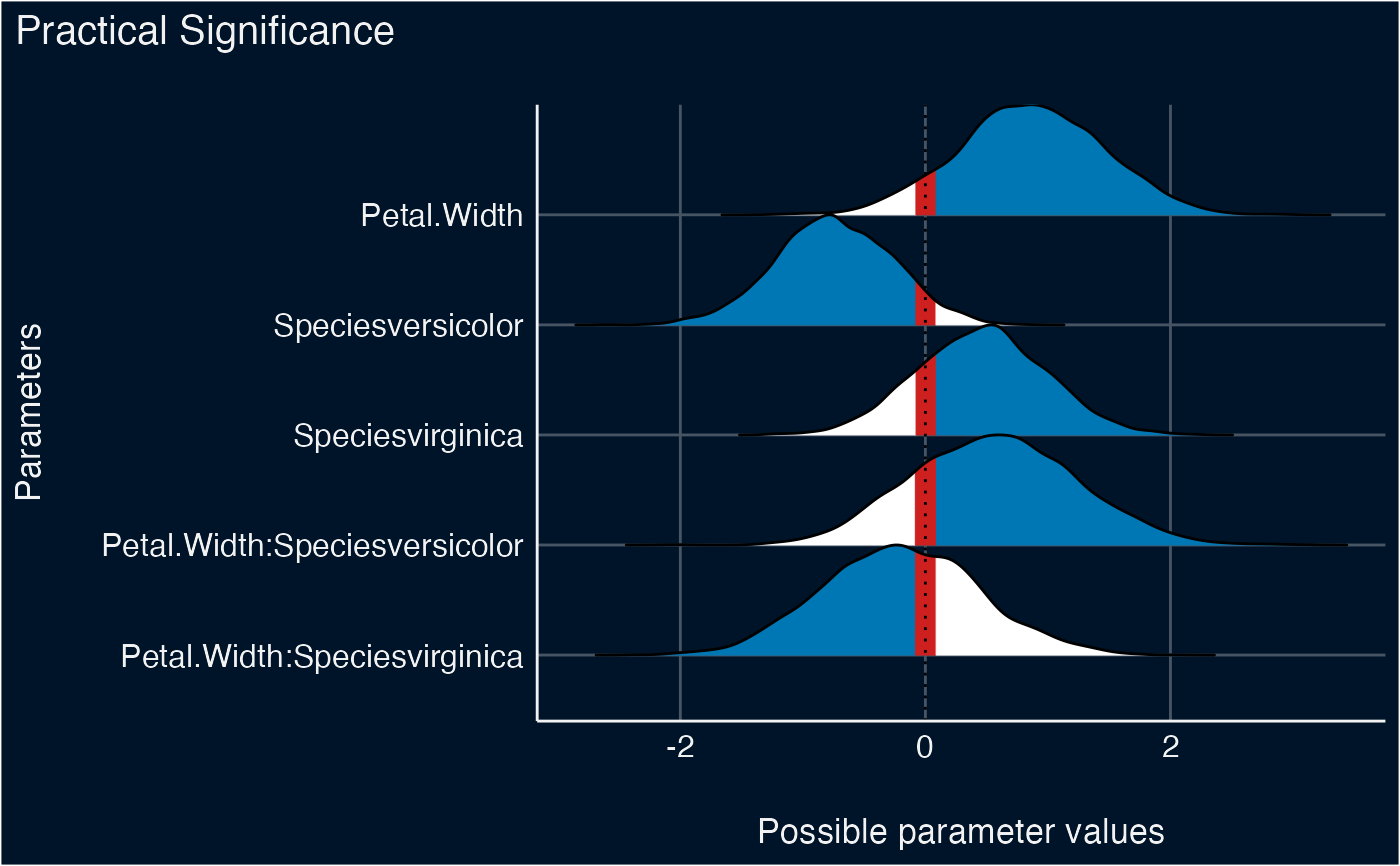 Practical Significance
Parameters
Petal.Width
Speciesversicolor
Speciesvirginica
Petal.Width:Speciesversicolor
Petal.Width:Speciesvirginica
-2 0 2
Possible parameter values